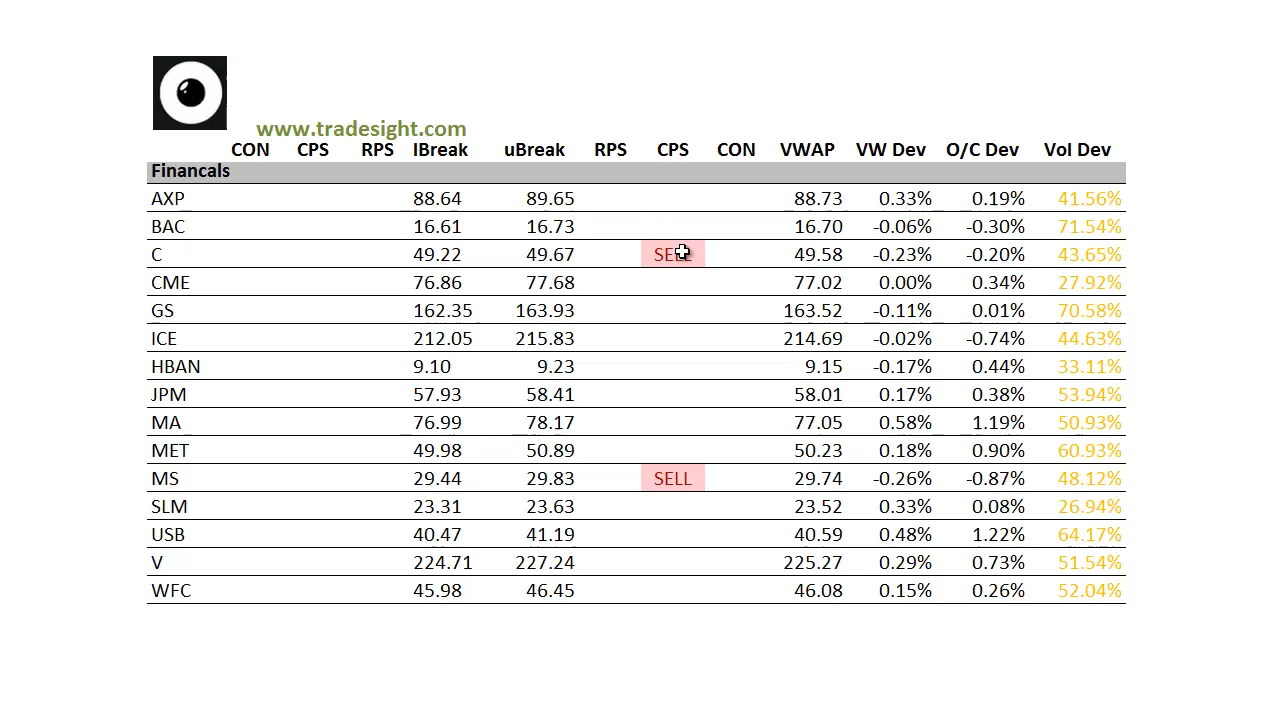 www.tradesight.com
CON CPS RPS lBreak uBreak RPS CPS CON VWAP VW Dev O/C Dev Vol Dev
Financals
AXP 88.64 89.65 88.73 0.33% 0.19% 41.56%
BAC 16.61 16.73 16.70 -0.06% -0.30% 71.54%
C 49.22 49.67 SELL 49.58 -0.23% -0.20% 43.65%
CME 76.86 77.68 77.02 0.00% 0.34% 27.92%
GS 162.35 163.93 163.52 -0.11% 0.01% 70.58%
ICE 212.05 215.83 214.69 -0.02% -0.74% 44.63%
HBAN 9.10 9.23 9.15 -0.17% 0.44% 33.11%
JPM 57.93 58.41 58.01 0.17% 0.38% 53.94%
MA 76.99 78.17 77.05 0.58% 1.19% 50.93%
MET 49.98 50.89 50.23 0.18% 0.90% 60.93%
MS 29.44 29.83 SELL 29.74 -0.26% -0.87% 48.12%
SLM 23.31 23.63 23.52 0.33% 0.08% 26.94%
USB 40.47 41.19 40.59 0.48% 1.22% 64.17%
V 224.71 227.24 225.27 0.29% 0.73% 51.54%
WFC 45.98 46.45 46.08 0.15% 0.26% 52.04%